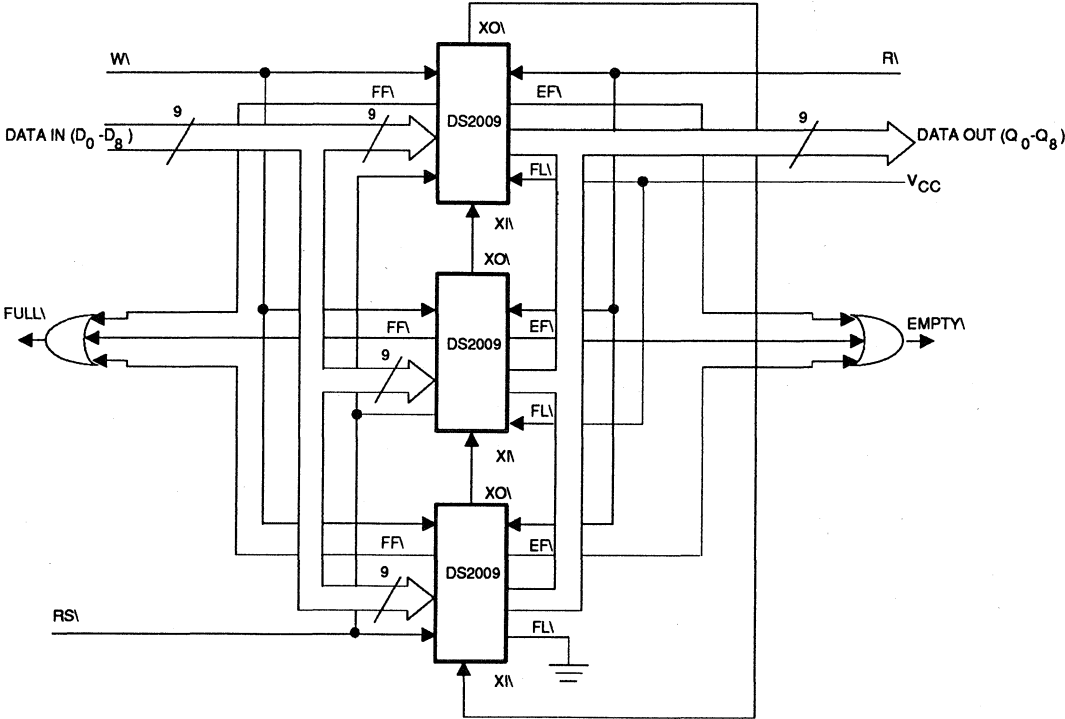 XO\
W\
R\
FF\
EF\
9
9
9
DATA IN (D0 -D8 )
DS2009
DATA OUT (Q0-Q8)
FL\
VCC
XI\
XO\
FULL\
FF\
EF\
EMPTY\
DS2009
9
FL\
XI\
XO\
FF\
EF\
DS2009
9
RS\
FL\
XI\